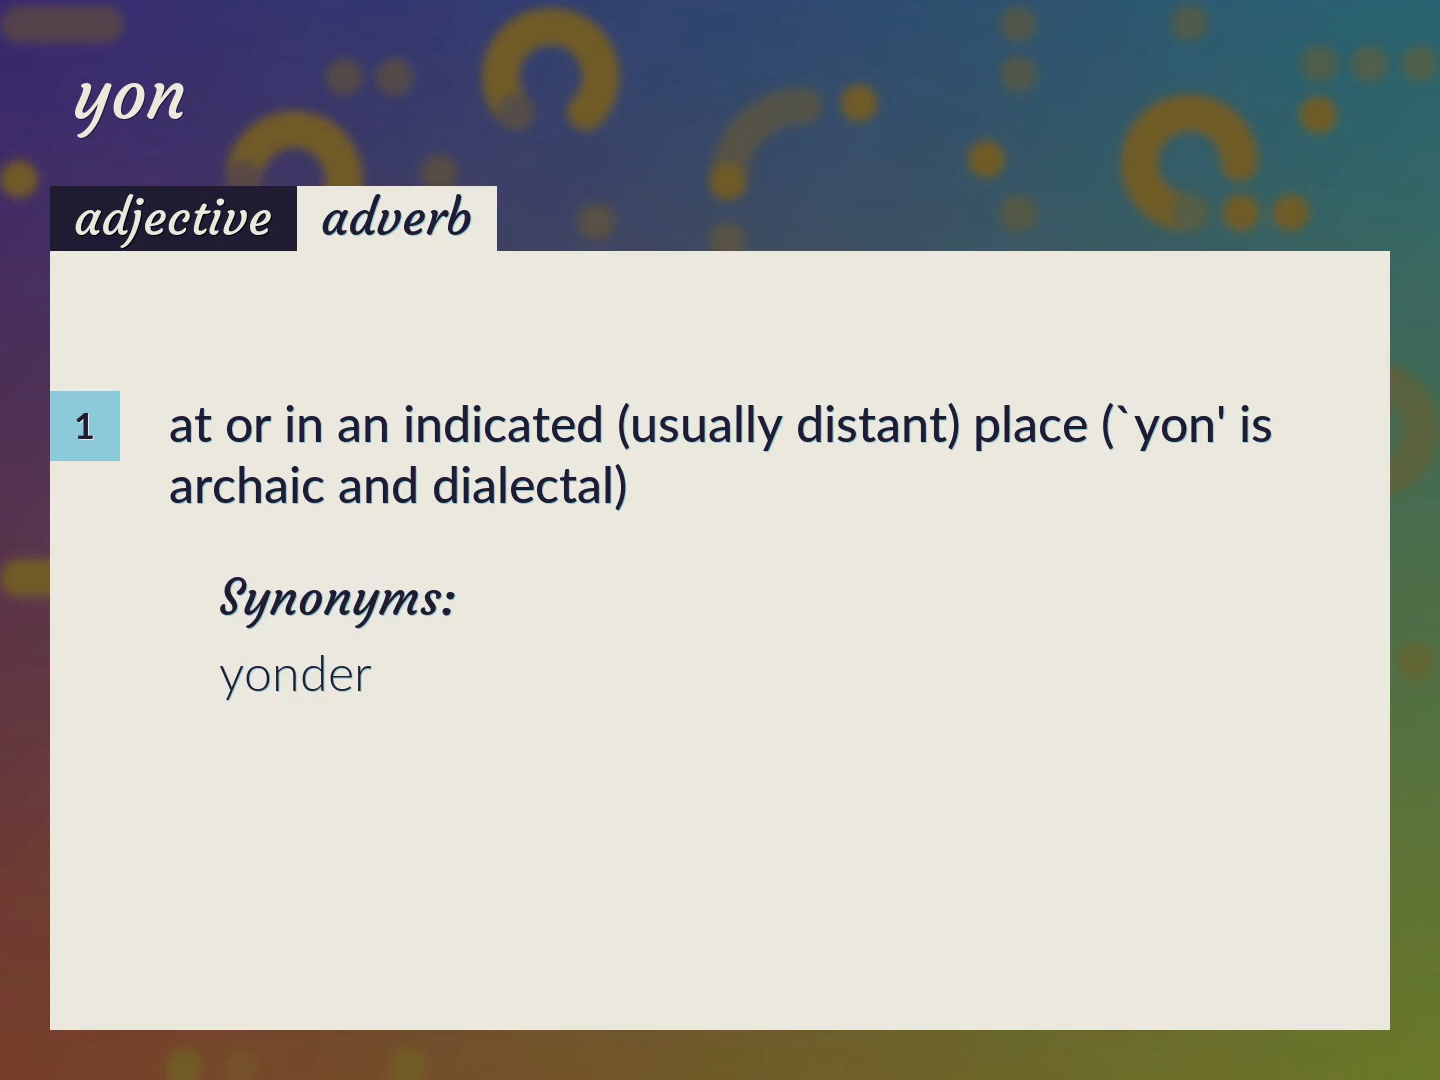 yon
adjective adverb
1 at or in an indicated (usually distant) place (`yon' is
archaic and dialectal)
Synonyms:
yonder